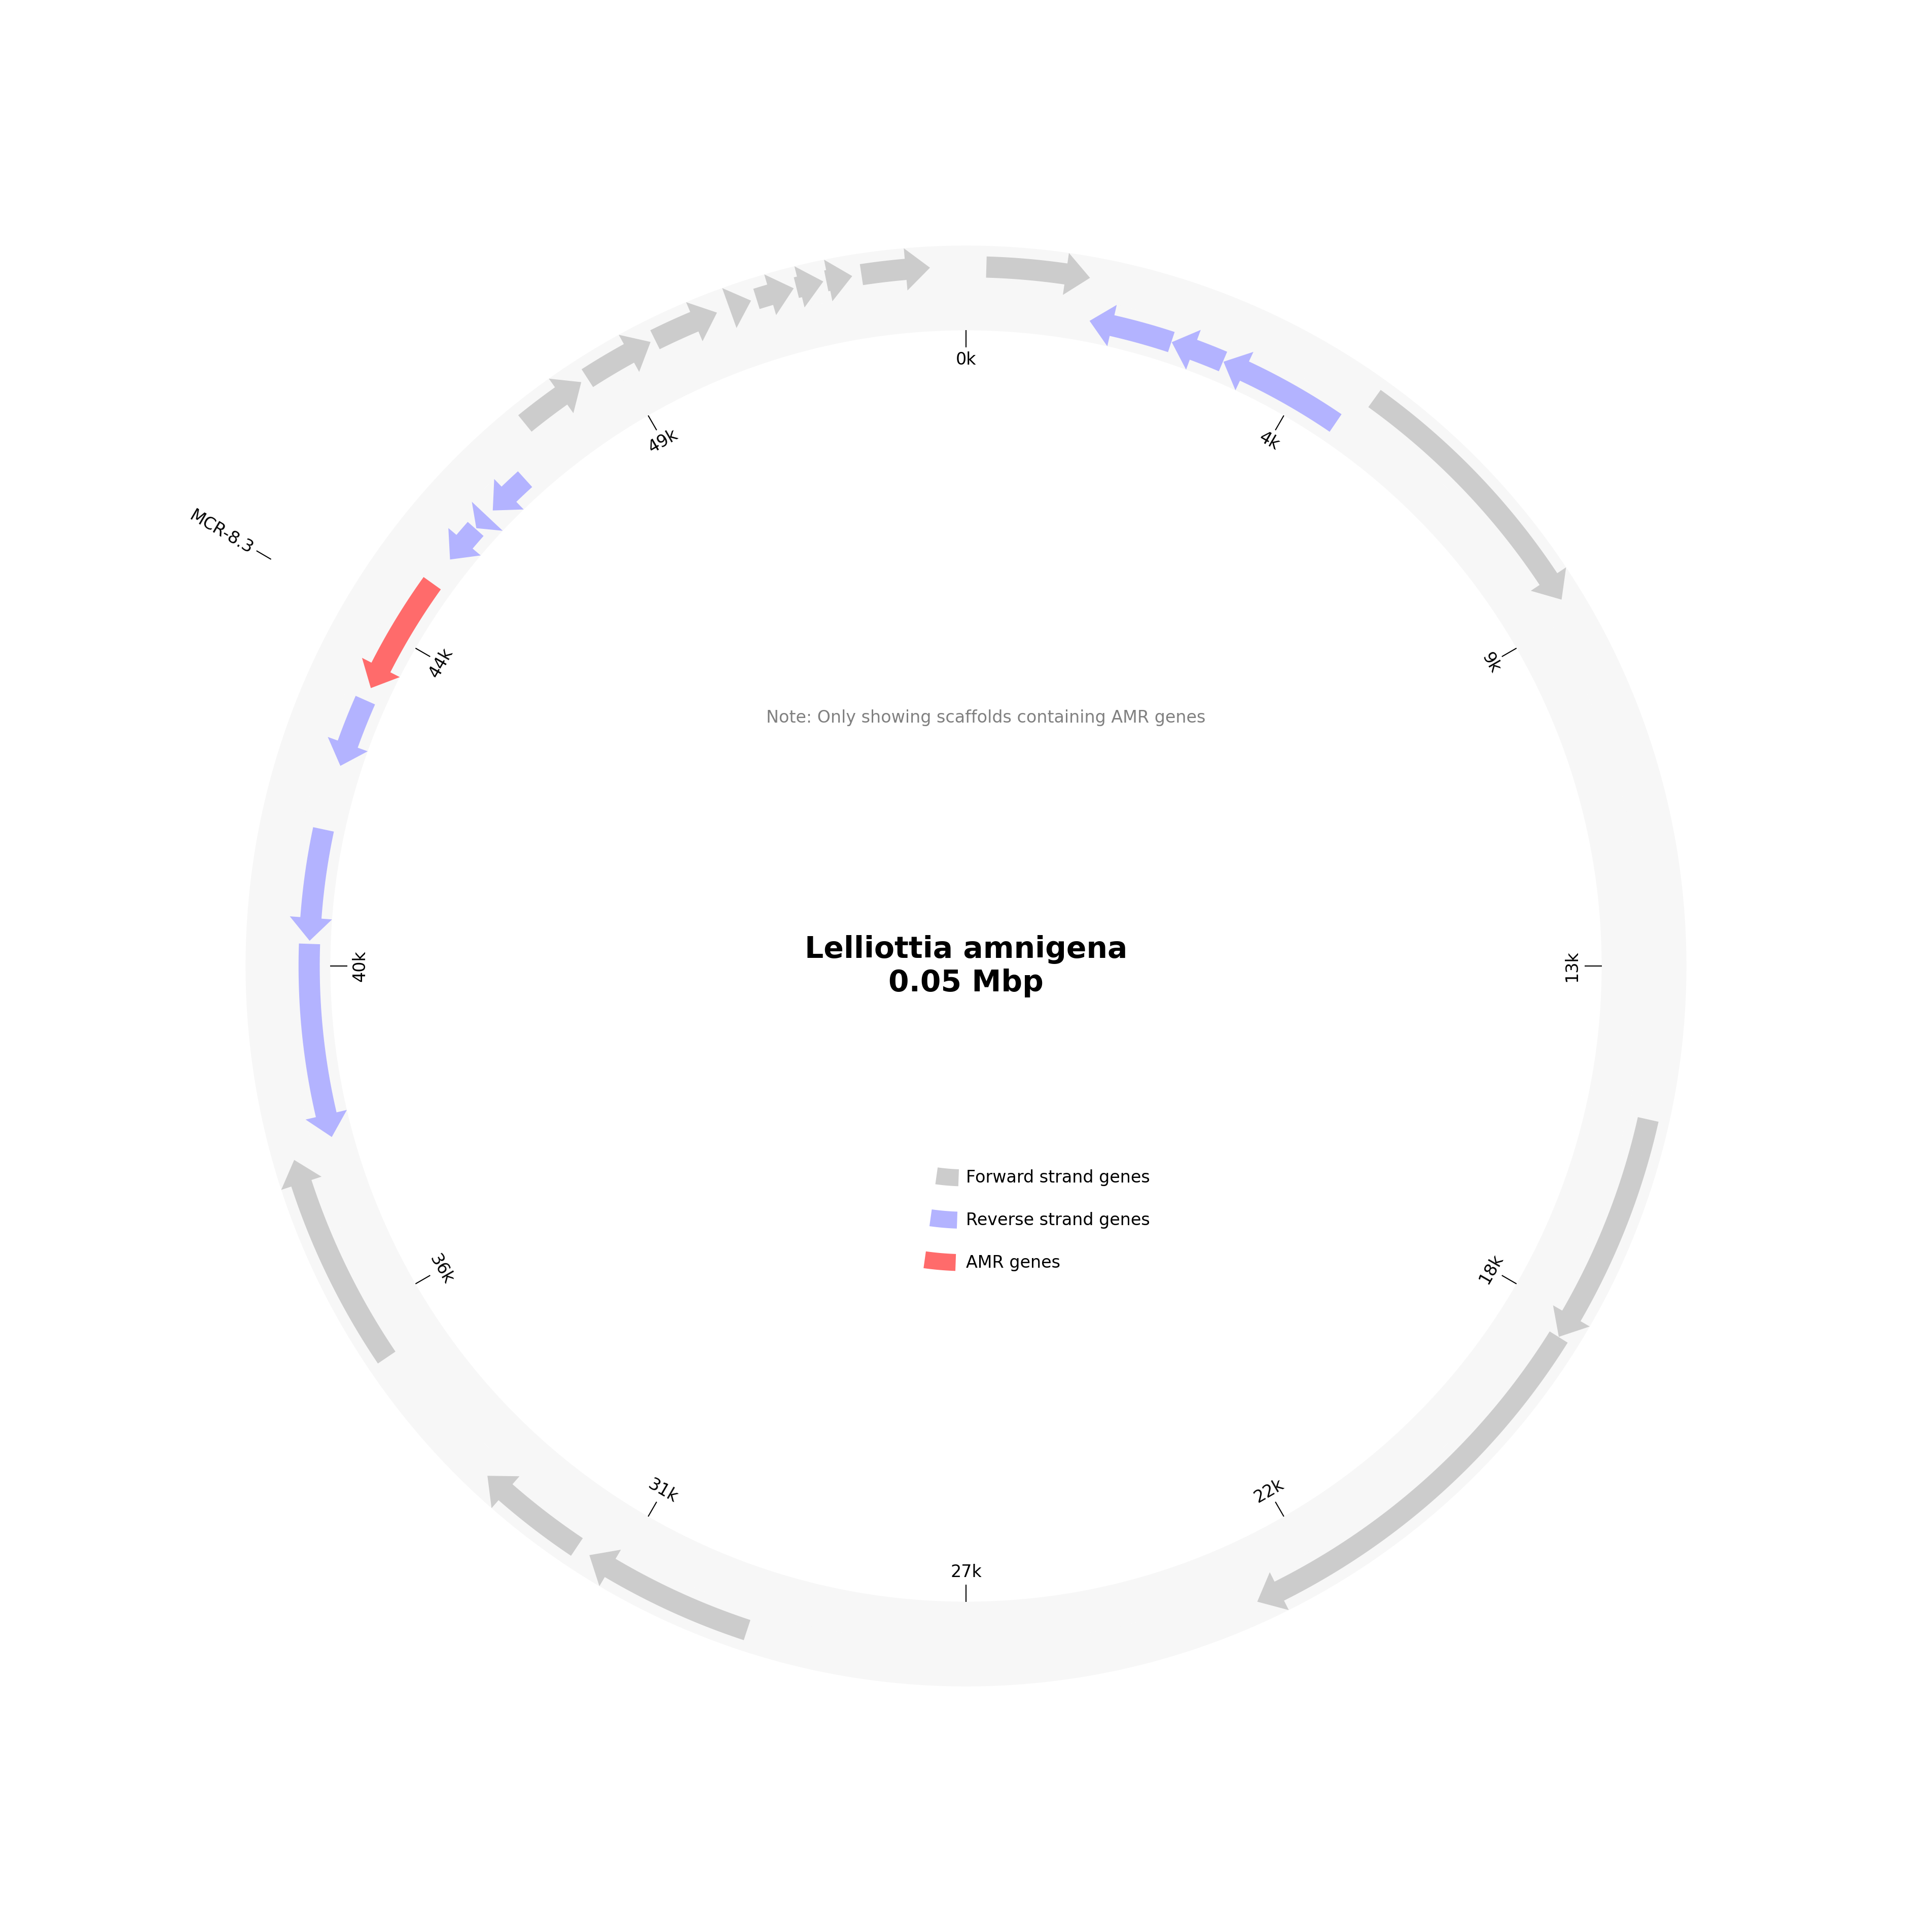 0k
49k
4k
MCR-8.3
44k
9k
Note: Only showing scaffolds containing AMR genes
Lelliottia amnigena
0.05 Mbp
40k
13k
Forward strand genes
Reverse strand genes
AMR genes
36k
18k
31k
22k
27k